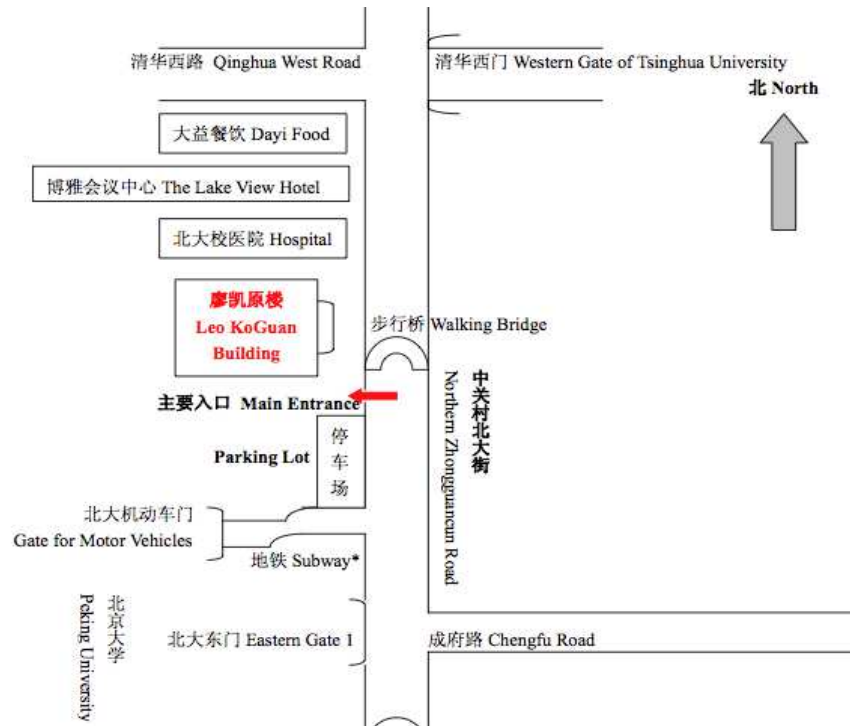 清华西路 Qinghua West Road
清华西门 Western Gate of Tsinghua University
北 North
大益餐饮 Dayi Food
博雅会议中心 The Lake View Hotel
北大校医院 Hospital
廖凯原楼
Leo KoGuan
Building
步行桥 Walking Bridge
主要入口 Main Entrance
中关村北大街
Northern Zhongguancun Road
Parking Lot
停车场
北大机动车门
Gate for Motor Vehicles
地铁 Subway*
北京大学
Peking University
北大东门 Eastern Gate 1
成府路 Chengfu Road